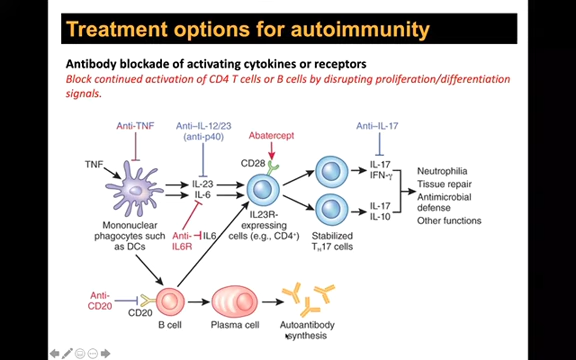 Treatment options for autoimmunity
Antibody blockade of activating cytokines or receptors
Block continued activation of CD4 T cells or B cells by disrupting proliferation/differentiation
signals.
Anti-TNF
Anti–IL-12/23
(anti-p40)
Abatercept
Anti–IL-17
TNF
CD28
IL-23
IL-6
IL-17
IFN-γ
IL-17
IL-10
Neutrophilia
Tissue repair
Antimicrobial
defense
Other functions
Mononuclear
phagocytes such
as DCs
Anti-
IL6R
IL6
IL23R-
expressing
cells (e.g., CD4+)
Stabilized
TH17 cells
Anti-
CD20
CD20
B cell
Plasma cell
Autoantibody
synthesis